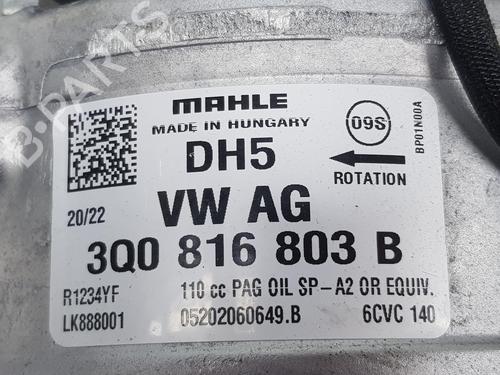 MAHLE
MADE IN HUNGARY
09S
BP01N00A
DH5
ROTATION
20/22
VW AG
3Q0 816 803 B
R1234YF
110 cc PAG OIL SP-A2 OR EQUIV.
LK888001
05202060649.B
6CVC 140
B-PARTS